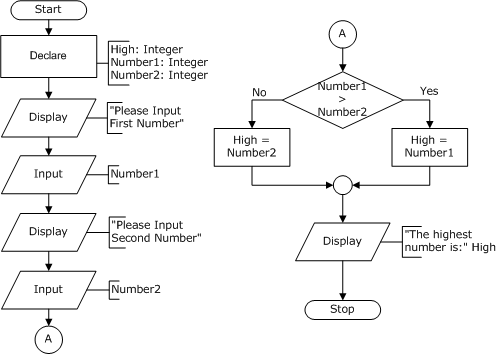 Start
Declare
High: Integer
Number1: Integer
Number2: Integer
Display
"Please Input
First Number"
Input
Number1
Display
"Please Input
Second Number"
Input
Number2
A
A
Number1
>
Number2
No
Yes
High =
Number2
High =
Number1
Display
"The highest
number is:" High
Stop